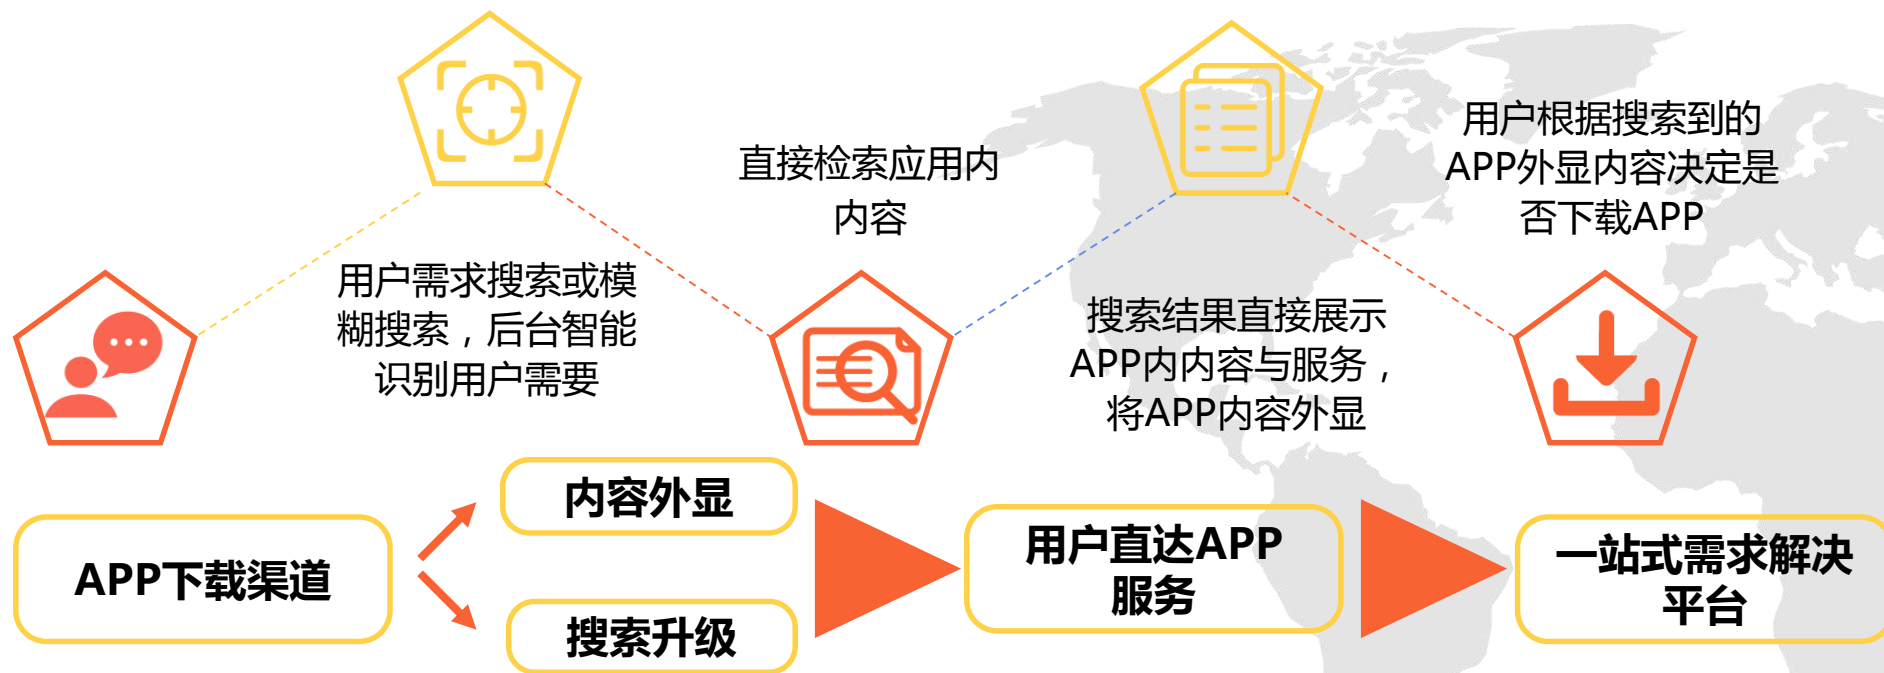 用户需求搜索或模
糊搜索，后台智能
识别用户需要
直接检索应用内
内容
搜索结果直接展示
APP内内容与服务，
将APP内容外显
用户根据搜索到的
APP外显内容决定是
否下载APP
APP下载渠道
内容外显
搜索升级
用户直达APP
服务
一站式需求解决
平台